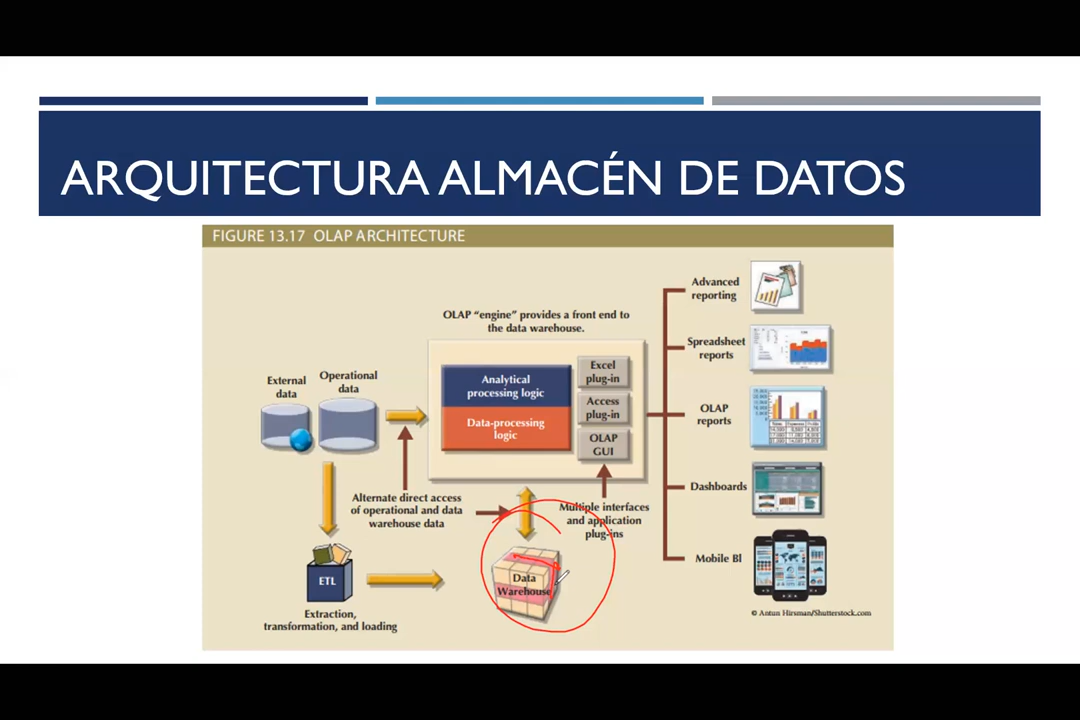 ARQUITECTURA ALMACÉN DE DATOS
FIGURE 13.17 OLAP ARCHITECTURE
OLAP “engine” provides a front end to
the data warehouse.
External
data
Operational
data
Analytical
processing logic
Data-processing
logic
Excel
plug-in
Access
plug-in
OLAP
GUI
Alternate direct access
of operational and data
warehouse data
Multiple interfaces
and application
plug-ins
ETL
Extraction,
transformation, and loading
Data
Warehouse
Advanced
reporting
Spreadsheet
reports
OLAP
reports
Dashboards
Mobile BI
© Antun Hirsman/Shutterstock.com